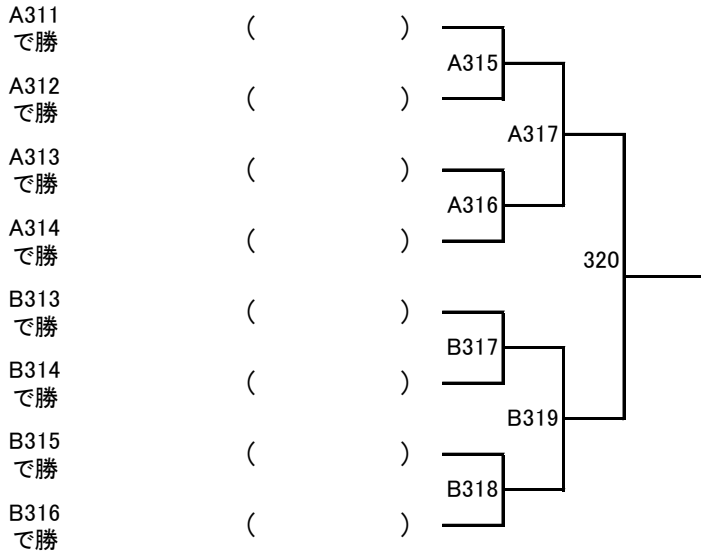 A311
で勝
(　　　　)
A315
A312
で勝
(　　　　)
A317
A313
で勝
(　　　　)
A316
A314
で勝
(　　　　)
320
B313
で勝
(　　　　)
B317
B314
で勝
(　　　　)
B319
B315
で勝
(　　　　)
B318
B316
で勝
(　　　　)